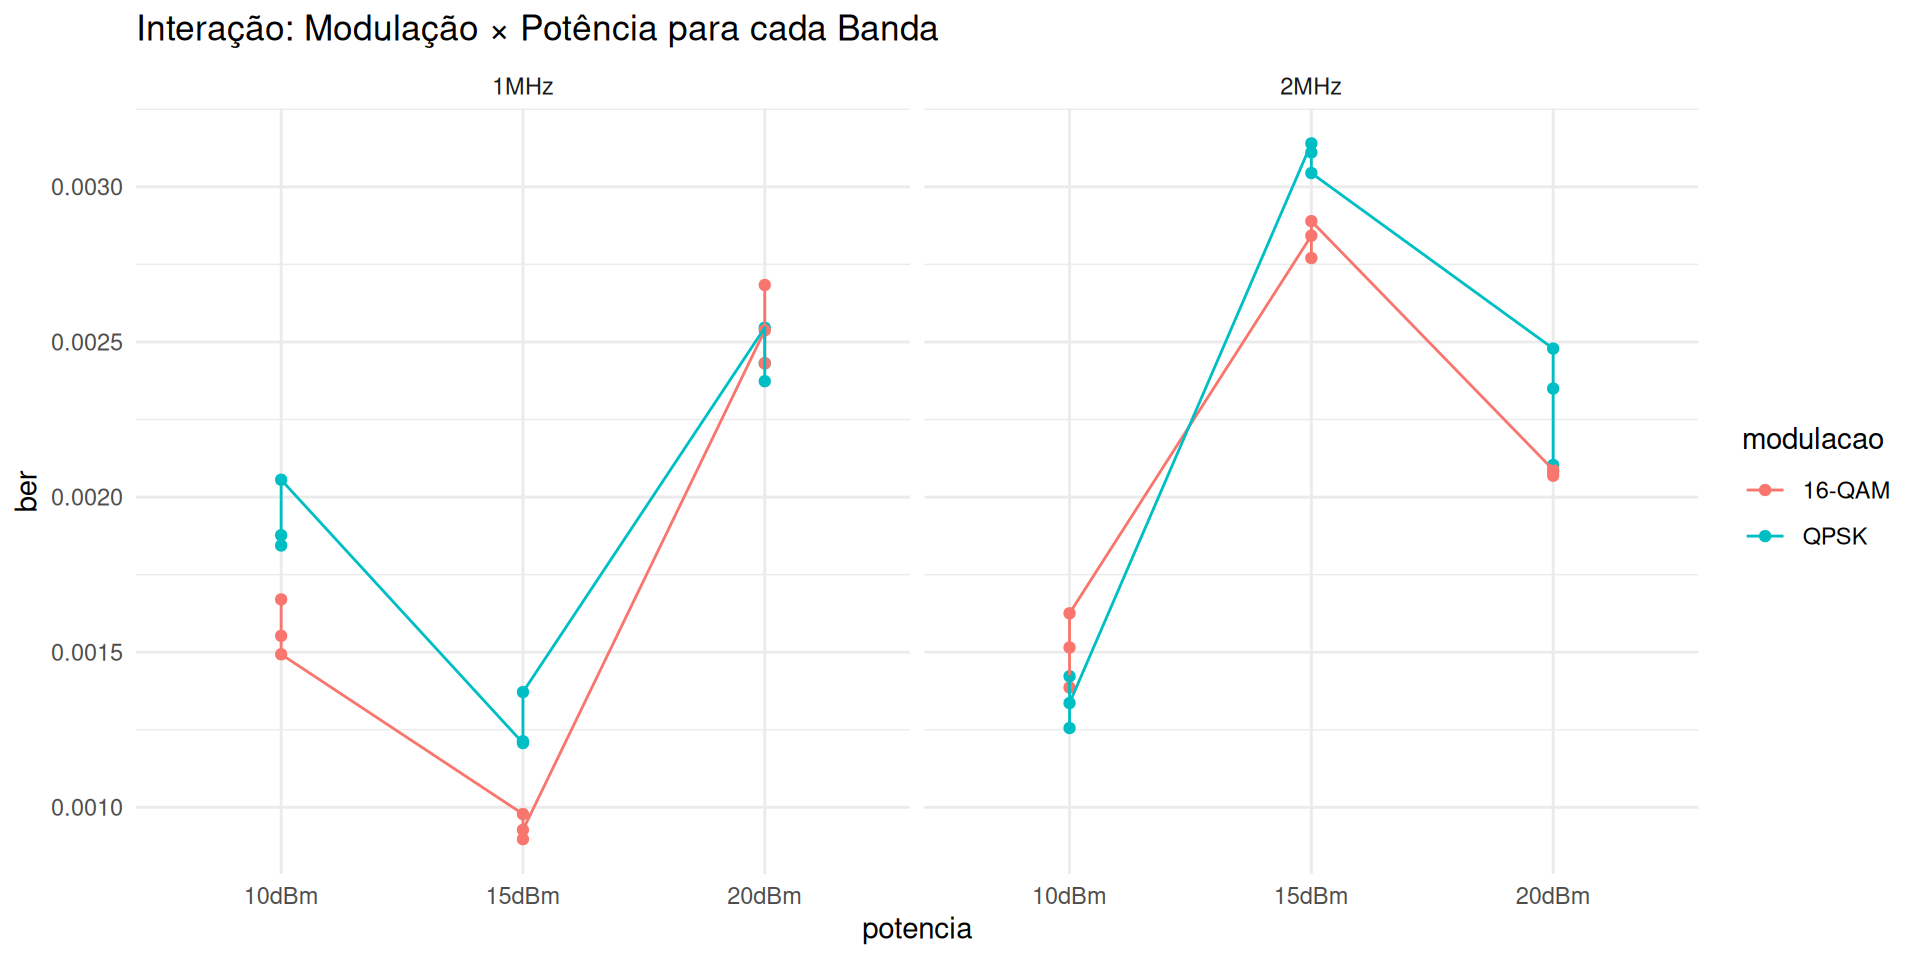 Interação: Modulação × Potência para cada Banda
1MHz
2MHz
0.0030
0.0025
0.0020
0.0015
0.0010
ber
10dBm
15dBm
20dBm
10dBm
15dBm
20dBm
potencia
modulacao
16-QAM
QPSK